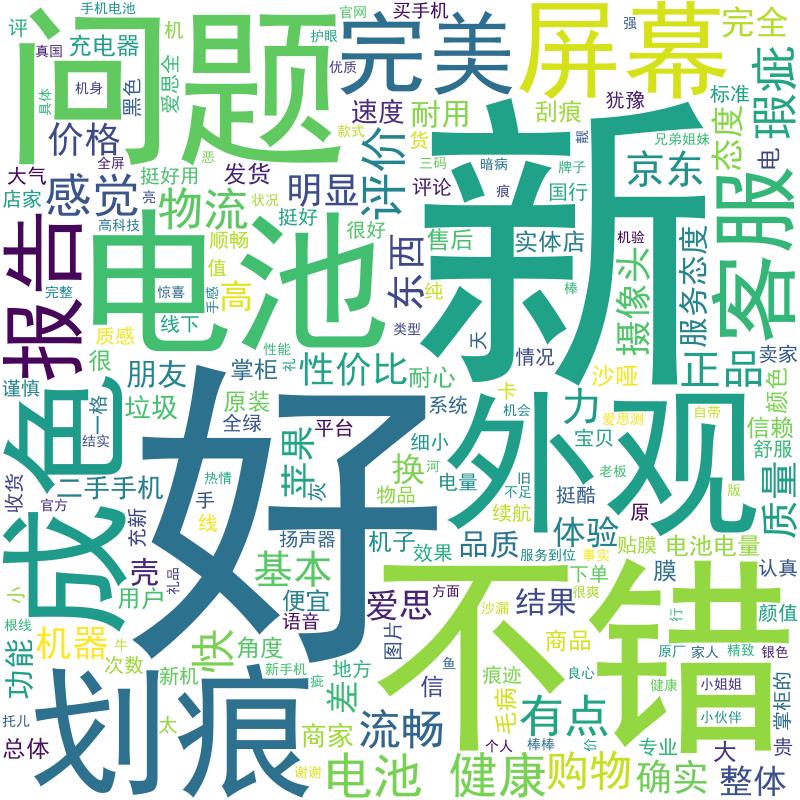 手机电池
官网
买手机
评
充电器
机
问题
完美
屏幕
强
完全
真国
爱思全
护眼
优质
机身
黑色
具体
速度
耐用
刮痕
犹豫
标准
瑕疵
态度
价格
全屏
恶
款式
货
三码
暗病
靓
牌子
兄弟姐妹
电
大气
挺好用
发货
评价
新
京东
店家
感觉
明显
评论
痕
国行
客服
高科技
亮
状况
物流
挺好
很好
售后
实体店
机验
报告
顺畅
电池
东西
摄像头
服务态度
完整
惊喜
值
手感
高
纯
棒
质感
线下
类型
天
很
性能
礼
情况
正品
卖家
谨慎
朋友
掌柜
性价比
耐心
卡
沙哑
颜色
成色
垃圾
原装
系统
机会
力
爱思测
自带
信赖
一格
结实
全绿
好
苹果
平台
细小
宝贝
外观
舒服
收货
热情
炭
换
河
电量
旧
不足
老板
质量
二手手机
手
物品
续航
挺酷
原
版
官方
充新
线
扬声器
机子
品质
体验
贴膜
电池电量
效果
服务到位
事实
壳
礼品
基本
不错
很爽
下单
膜
认真
小
用户
便宜
爱思
方面
沙漏
结果
行
颜值
根线
机器
快
语音
角度
图片
商品
原厂
家人
精致
银色
功能
牛
次数
新机
新手机
地方
鱼
痕迹
良心
健康
小姐姐
掌柜的
托儿
划痕
疵
差
信
毛病
有点
小伙伴
总体
太
商家
流畅
个人
棒棒
价
专业
大
贵
谢谢
电池 健康
购物
确实
整体